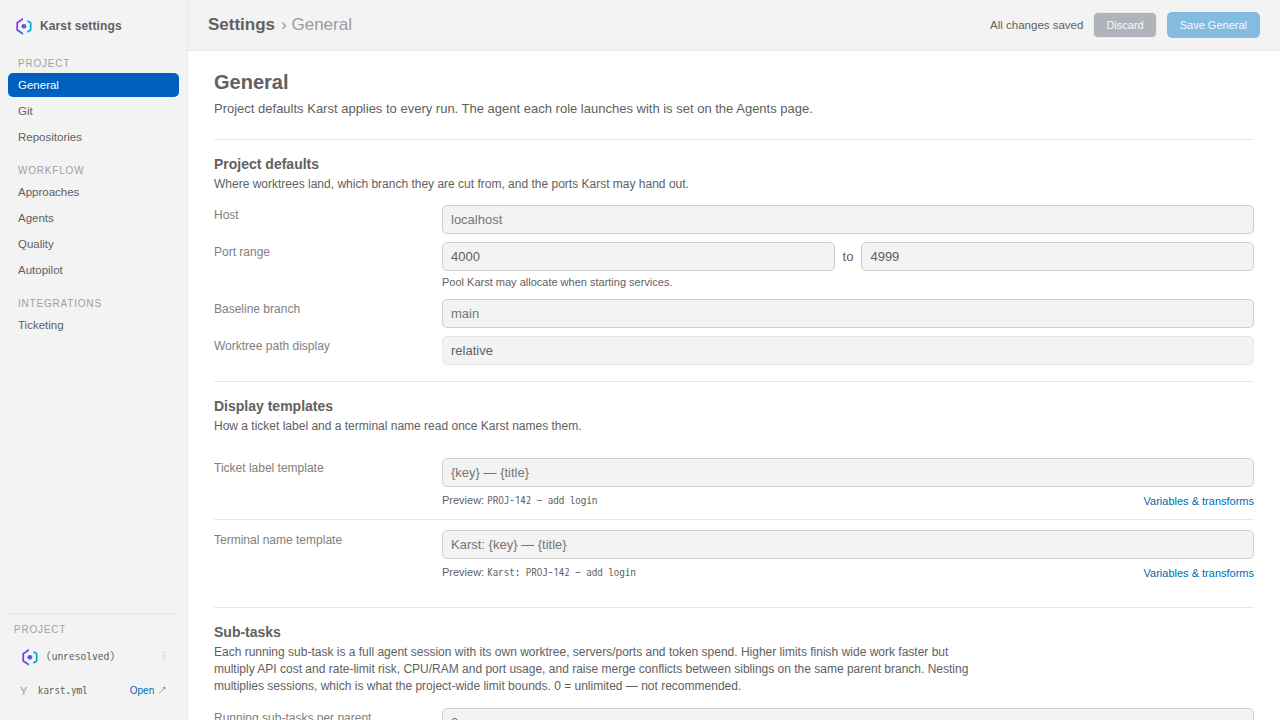 Karst settings
PROJECT
General
Git
Repositories
WORKFLOW
Approaches
Agents
Quality
Autopilot
INTEGRATIONS
Ticketing
PROJECT
(unresolved)
Y karst.yml Open ↗
Settings › General
All changes saved Discard Save General
General
Project defaults Karst applies to every run. The agent each role launches with is set on the Agents page.
Project defaults
Where worktrees land, which branch they are cut from, and the ports Karst may hand out.
Host localhost
Port range 4000 to 4999
Pool Karst may allocate when starting services.
Baseline branch main
Worktree path display relative
Display templates
How a ticket label and a terminal name read once Karst names them.
Ticket label template {key} — {title}
Preview: PROJ-142 — add login Variables & transforms
Terminal name template Karst: {key} — {title}
Preview: Karst: PROJ-142 — add login Variables & transforms
Sub-tasks
Each running sub-task is a full agent session with its own worktree, servers/ports and token spend. Higher limits finish wide work faster but
multiply API cost and rate-limit risk, CPU/RAM and port usage, and raise merge conflicts between siblings on the same parent branch. Nesting
multiplies sessions, which is what the project-wide limit bounds. 0 = unlimited — not recommended.
Running sub-tasks per parent